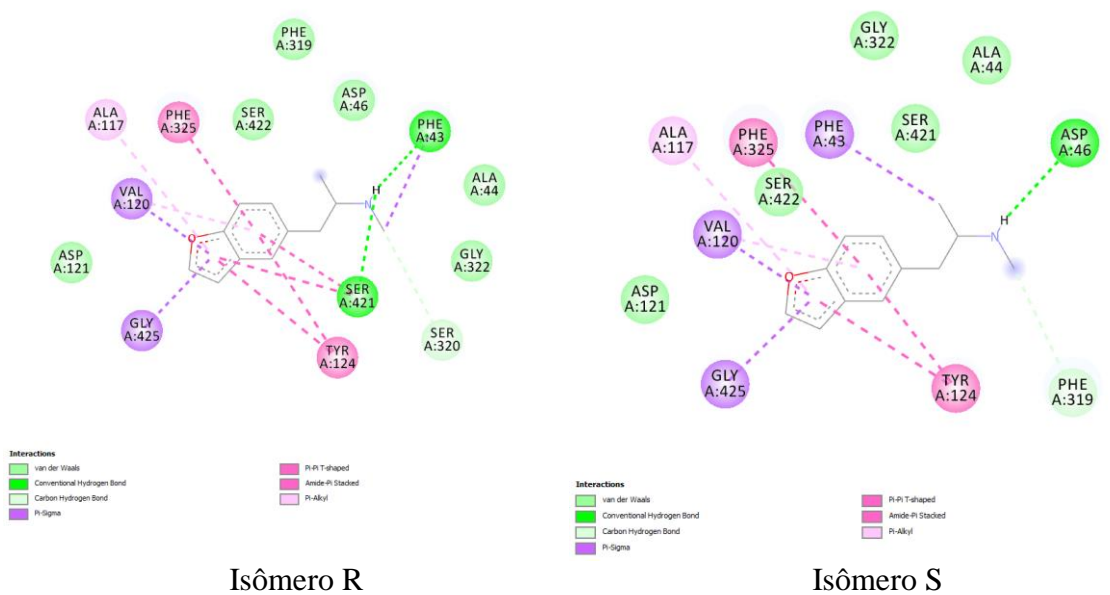 PHE
A:319
ASP
A:46
ALA
A:117
PHE
A:325
SER
A:422
PHE
A:43
ALA
A:44
VAL
A:120
H
N
O
ASP
A:121
GLY
A:322
SER
A:421
GLY
A:425
SER
A:320
TYR
A:124
Interactions
van der Waals
Conventional Hydrogen Bond
Carbon Hydrogen Bond
Pi-Sigma
Pi-Pi T-shaped
Amide-Pi Stacked
Pi-Alkyl
Isômero R
GLY
A:322
ALA
A:44
ALA
A:117
PHE
A:325
PHE
A:43
SER
A:421
ASP
A:46
SER
A:422
VAL
A:120
H
N
O
ASP
A:121
GLY
A:425
TYR
A:124
PHE
A:319
Interactions
van der Waals
Conventional Hydrogen Bond
Carbon Hydrogen Bond
Pi-Sigma
Pi-Pi T-shaped
Amide-Pi Stacked
Pi-Alkyl
Isômero S